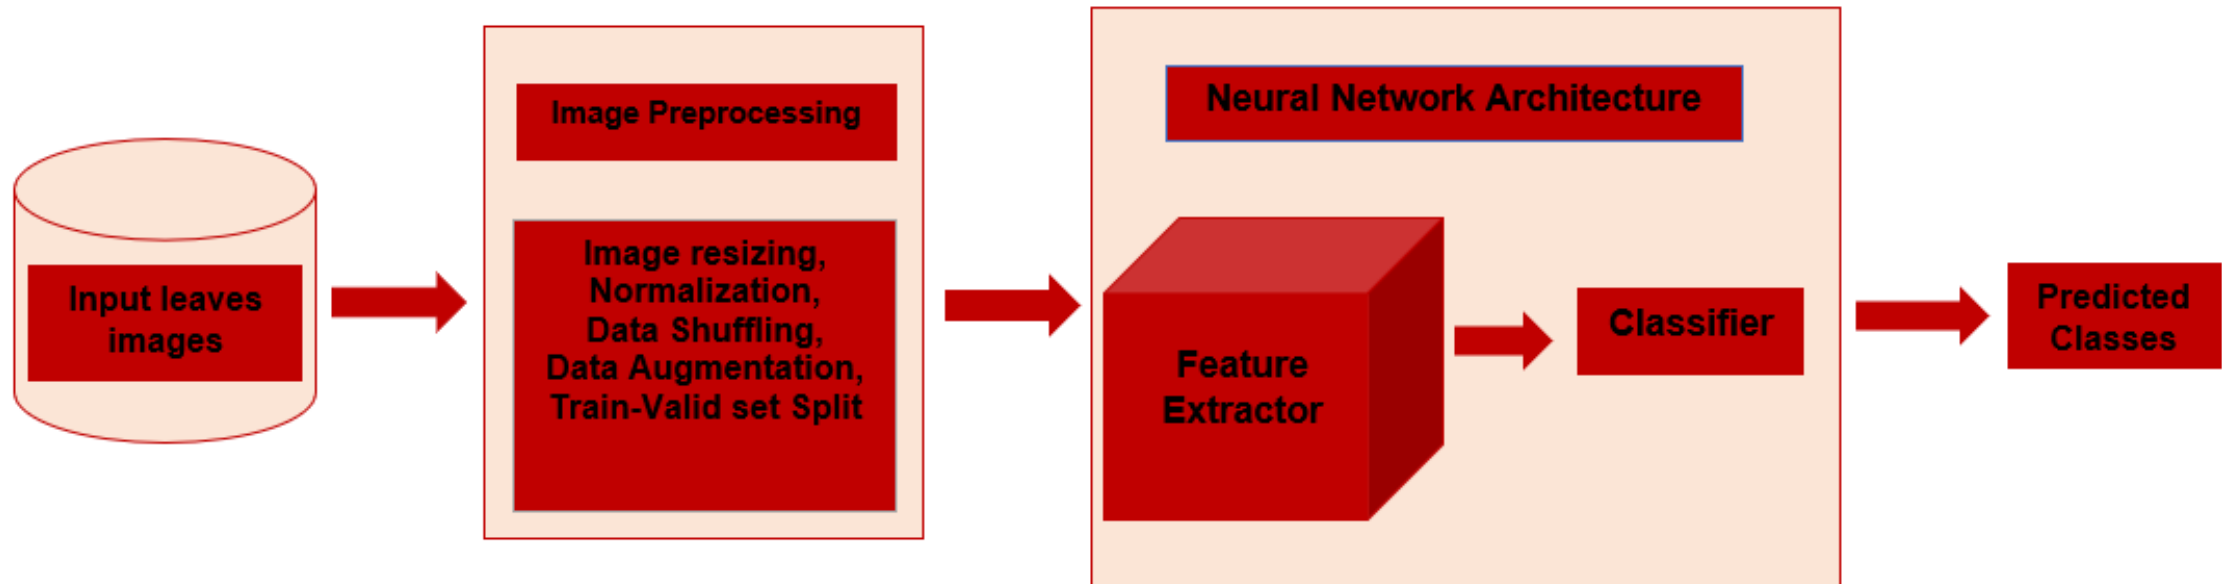 Input leaves
images
Image Preprocessing
Image resizing,
Normalization,
Data Shuffling,
Data Augmentation,
Train-Valid set Split
Neural Network Architecture
Feature
Extractor
Classifier
Predicted
Classes